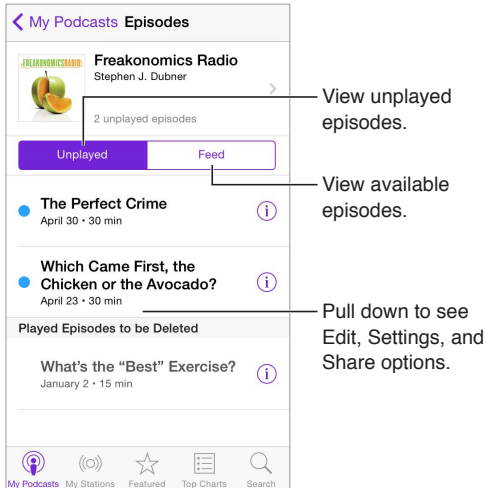 My Podcasts Episodes
FREAKONOMICSRADIO
Freakonomics Radio
Stephen J. Dubner
2 unplayed episodes
Unplayed Feed
The Perfect Crime
April 30 • 30 min
Which Came First, the
Chicken or the Avocado?
April 23 • 30 min
Played Episodes to be Deleted
What's the “Best” Exercise?
January 2 • 15 min
My Podcasts My Stations Featured Top Charts Search
View unplayed
episodes.
View available
episodes.
Pull down to see
Edit, Settings, and
Share options.